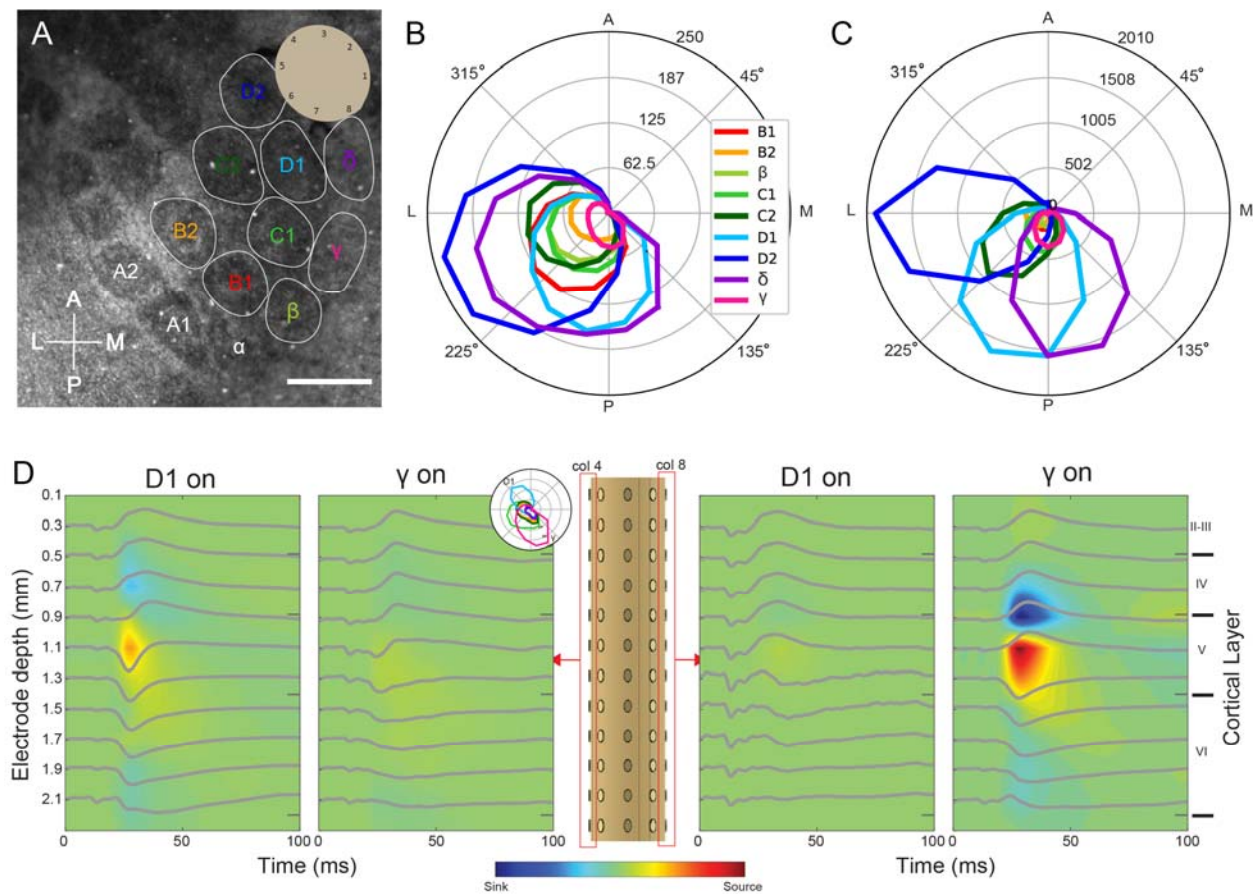 A
4 3 2
5 1
6 7 8
D2
C2 D1 δ
B2 C1 γ
A2 B1
A1 β
α
A
L M
P
B
A
250
315° 187 45°
125
62.5
L M
225° 135°
P
B1
B2
β
C1
C2
D1
D2
δ
γ
C
A
2010
315° 1508 45°
1005
502
0
L M
225° 135°
P
D
D1 on
γ on
D1
γ
col 4 col 8
D1 on
γ on
Electrode depth (mm)
0.1
0.3
0.5
0.7
0.9
1.1
1.3
1.5
1.7
1.9
2.1
II-III
IV
V
VI
Cortical Layer
0 50 100
0 50 100
0 50 100
0 50 100
Time (ms)
Time (ms)
Sink Source